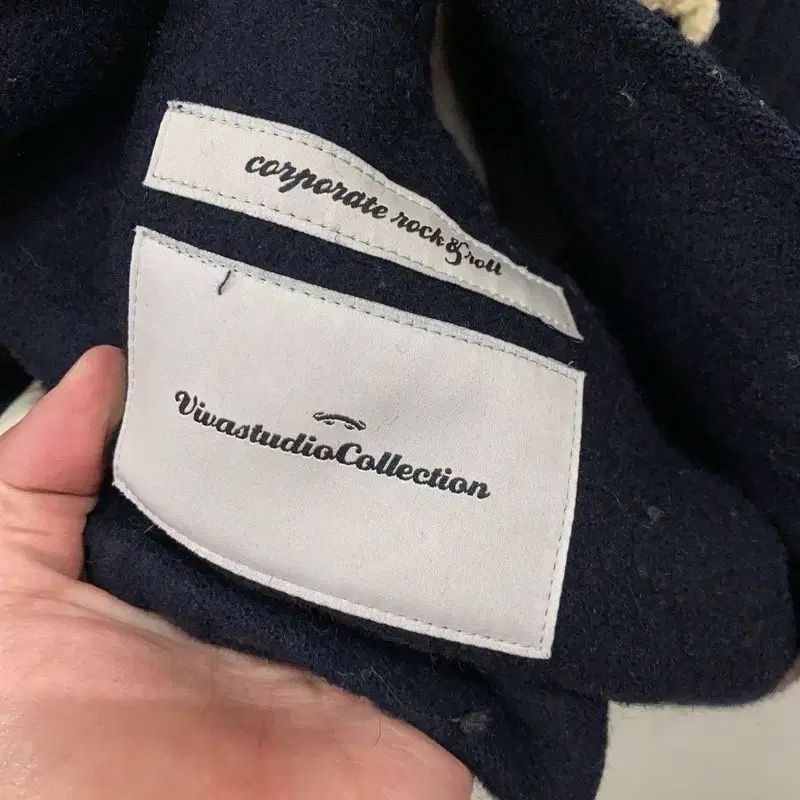 corporate rock & roll
VivastudioCollection